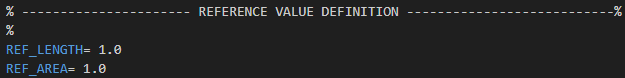 % ---------------------- REFERENCE VALUE DEFINITION ---------------------------%
%
REF_LENGTH= 1.0
REF_AREA= 1.0